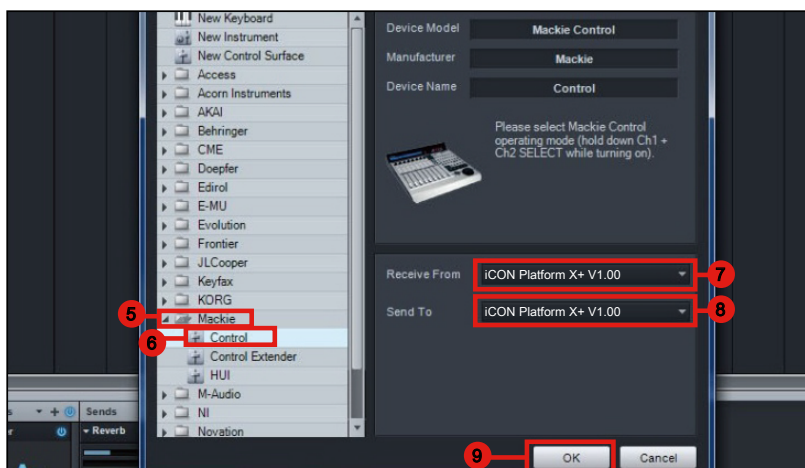 New Keyboard
New Instrument
New Control Surface
Access
Acorn Instruments
AKAI
Behringer
CME
Doepfer
Edirol
E-MU
Evolution
Frontier
JLCooper
Keyfax
KORG
5 Mackie
6 Control
Control Extender
HUI
M-Audio
NI
Novation
Device Model Mackie Control
Manufacturer Mackie
Device Name Control
Please select Mackie Control
operating mode (hold down Ch1 +
Ch2 SELECT while turning on).
Receive From iCON Platform X+ V1.00 7
Send To iCON Platform X+ V1.00 8
9 OK Cancel
Sends
Reverb